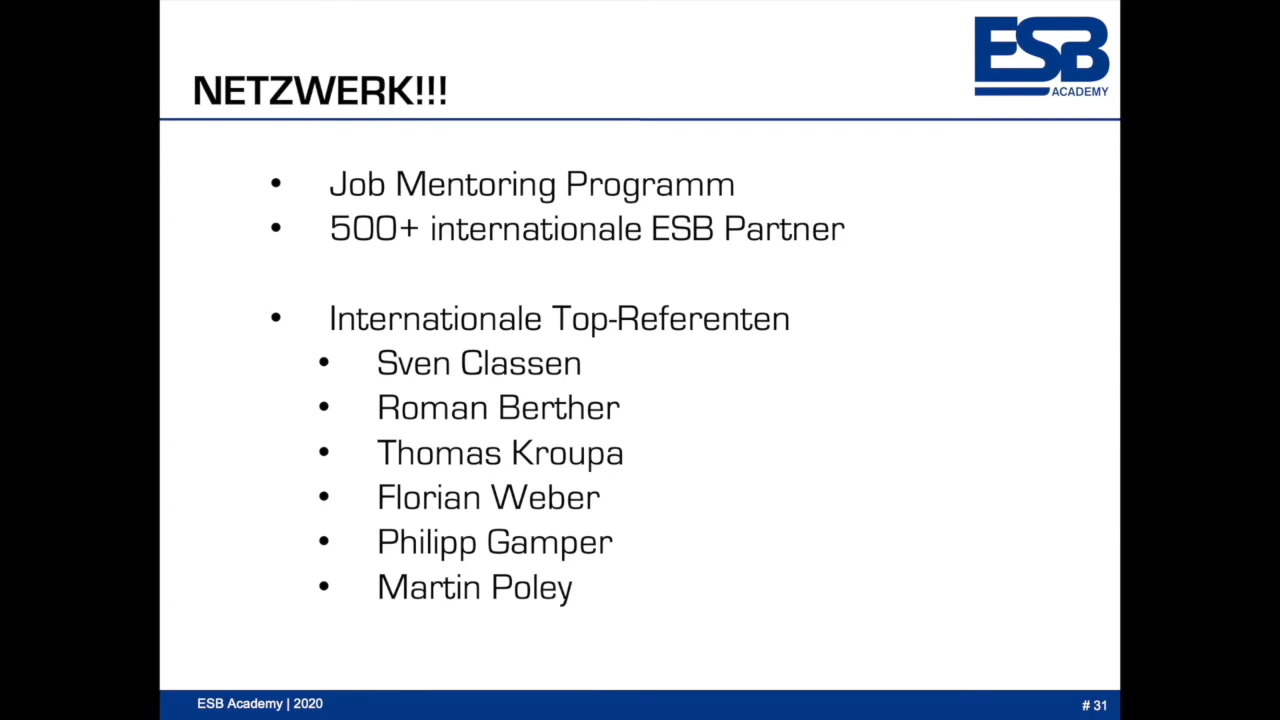 ESB
ACADEMY
NETZWERK!!!
• Job Mentoring Programm
• 500+ internationale ESB Partner
• Internationale Top-Referenten
• Sven Classen
• Roman Berther
• Thomas Kroupa
• Florian Weber
• Philipp Gamper
• Martin Poley
ESB Academy | 2020
# 31